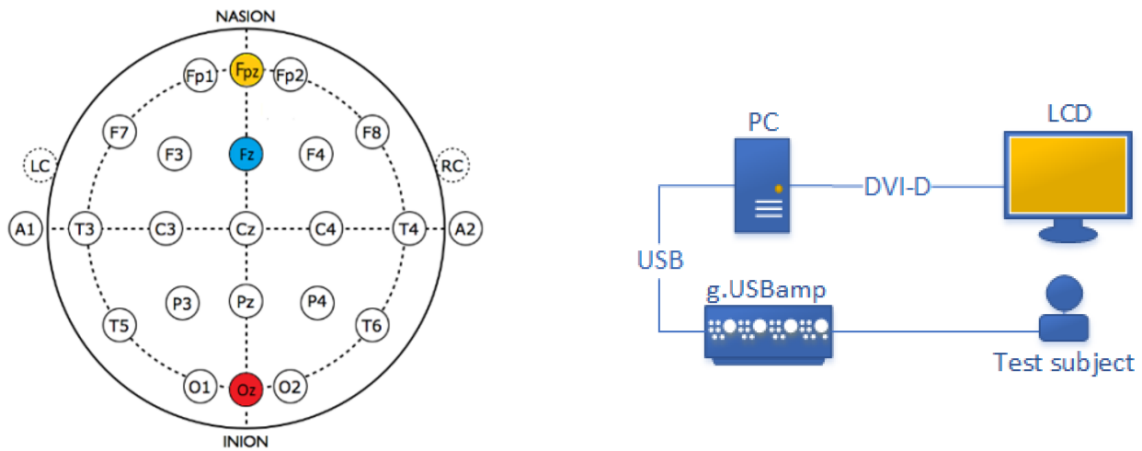 NASION
Fp1 Fpz Fp2
F7 F8
F3 Fz F4
LC RC
A1 T3 C3 Cz C4 T4 A2
P3 Pz P4
T5 T6
O1 Oz O2
INION
PC LCD
DVI-D
USB
g.USBamp
Test subject